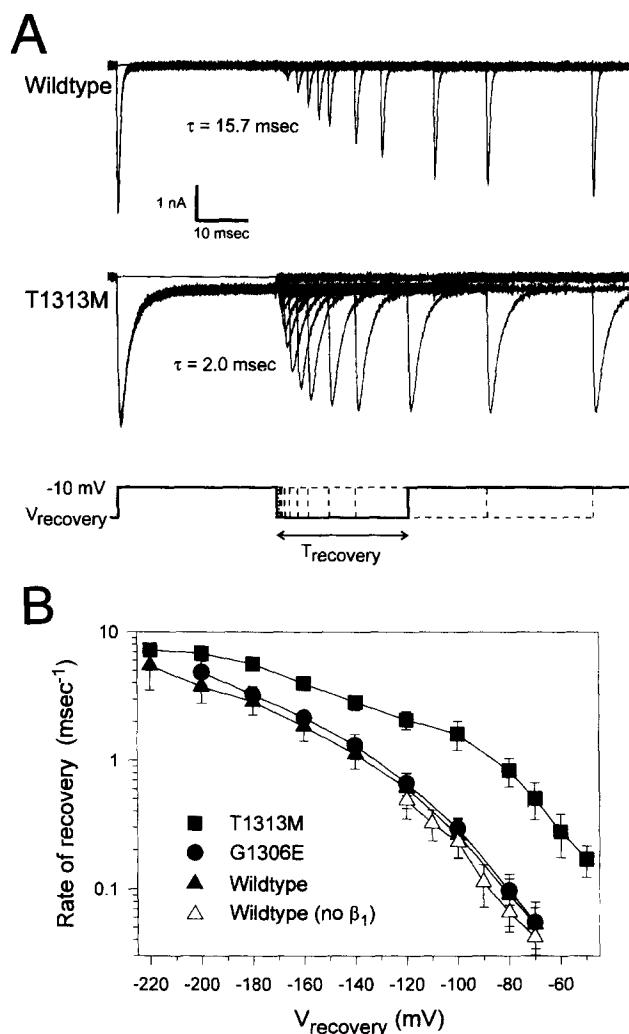 A
Wildtype
τ = 15.7 msec
1 nA
10 msec
T1313M
τ = 2.0 msec
-10 mV
Vrecovery
Trecovery
B
10
1
0.1
Rate of recovery (msec⁻¹)
T1313M
G1306E
Wildtype
Wildtype (no β₁)
-220 -200 -180 -160 -140 -120 -100 -80 -60
Vrecovery (mV)